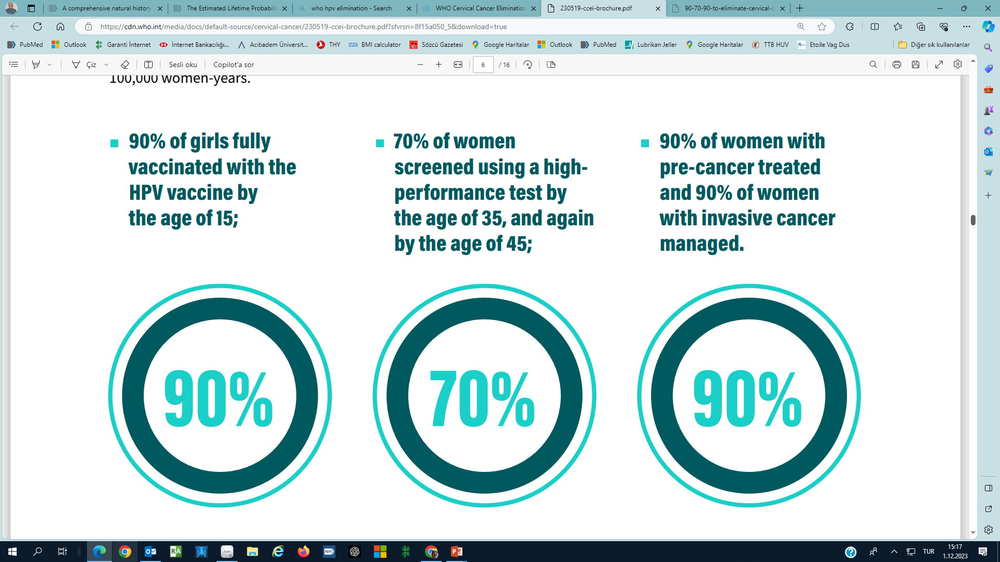 A comprehensive natural history
The Estimated Lifetime Probabili
who hpv elimination - Search
WHO Cervical Cancer Elimination
230519-ccei-brochure.pdf
90-70-90-to-eliminate-cervical-c
https://cdn.who.int/media/docs/default-source/cervical-cancer/230519-ccei-brochure.pdf?sfvrsn=8f15a050_5&download=true
PubMed
Outlook
Garanti İnternet
İnternet Bankacılığı...
Acıbadem Üniversit...
THY
NHS
BMI calculator
Sözcü Gazetesi
Google Haritalar
Outlook
PubMed
Lubrikan Jeller
Google Haritalar
TTB HUV
Etoile Vag Dus
Diğer sık kullanılanlar
Çiz
Sesli oku
Copilot'a sor
6 / 16
100,000 women-years.
90% of girls fully
vaccinated with the
HPV vaccine by
the age of 15;
70% of women
screened using a high-
performance test by
the age of 35, and again
by the age of 45;
90% of women with
pre-cancer treated
and 90% of women
with invasive cancer
managed.
90%
70%
90%
RA
NIH
TUR
15:17
1.12.2023